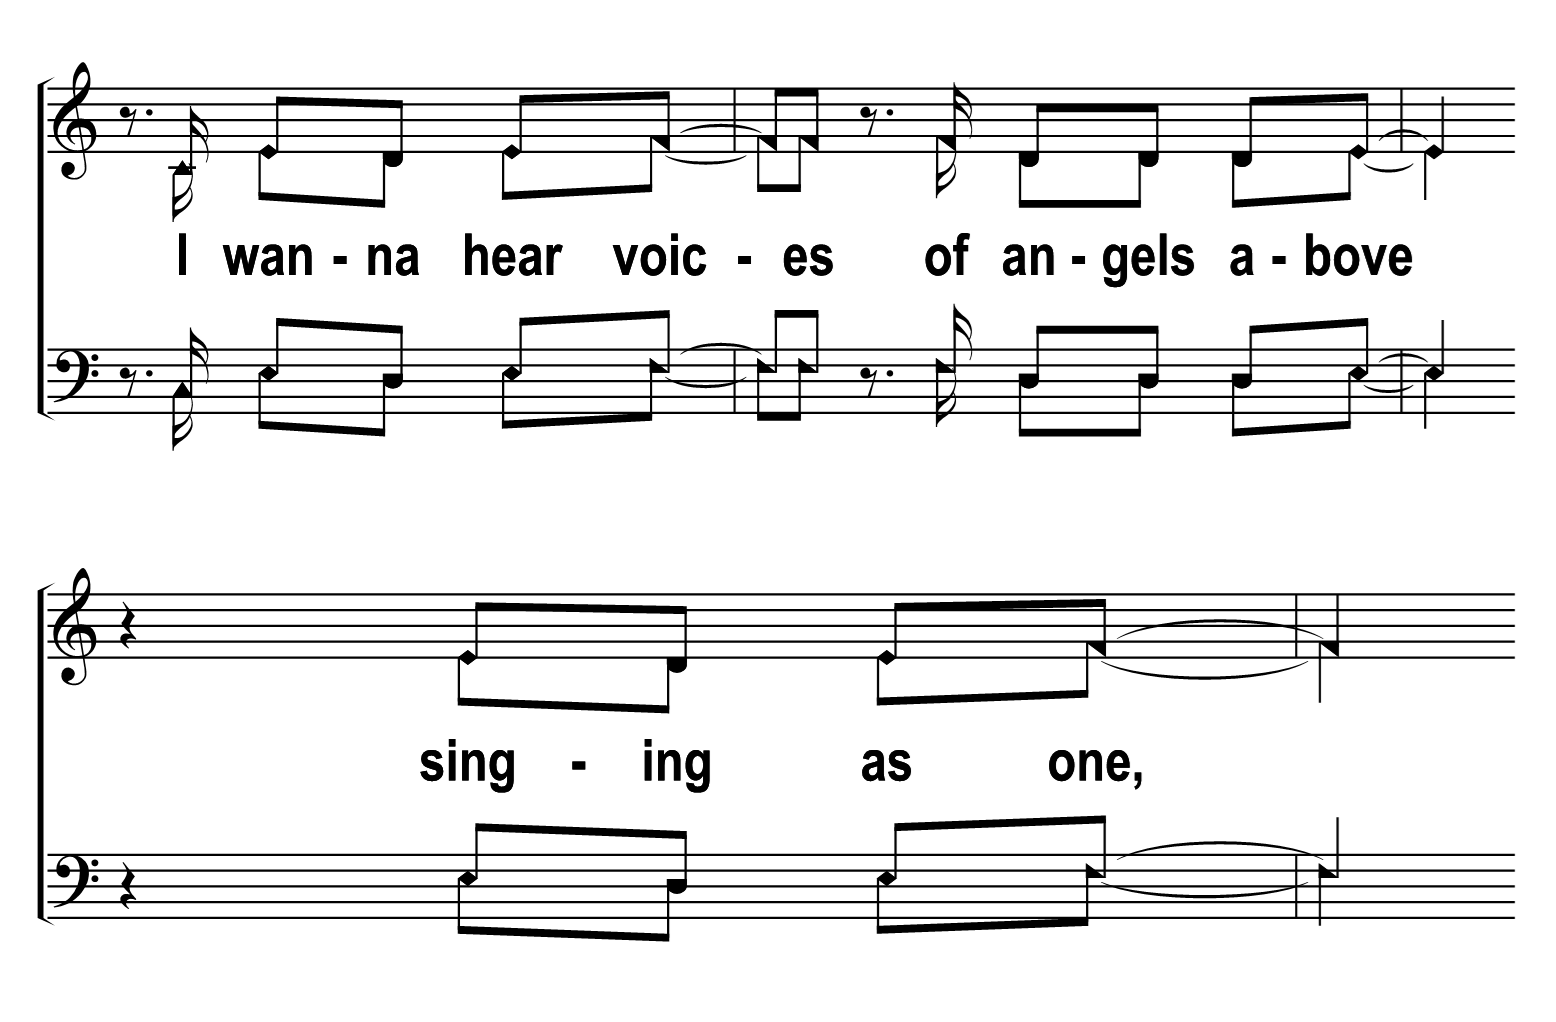 I wan - na hear voic - es of an - gels a - bove
sing - ing as one,